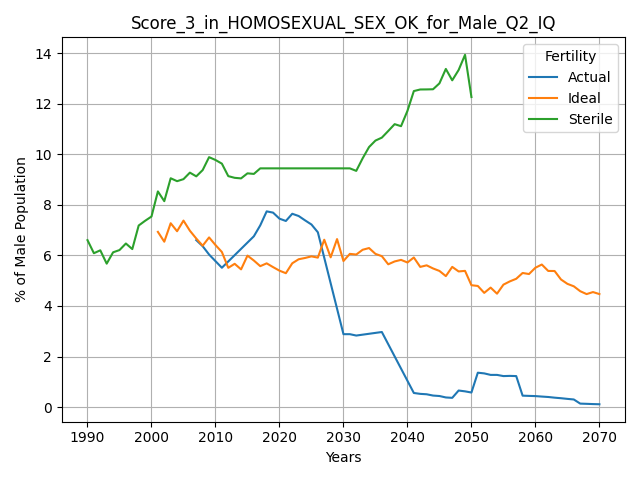 Score_3_in_HOMOSEXUAL_SEX_OK_for_Male_Q2_IQ
Fertility
Actual
Ideal
Sterile
% of Male Population
14
12
10
8
6
4
2
0
1990 2000 2010 2020 2030 2040 2050 2060 2070
Years